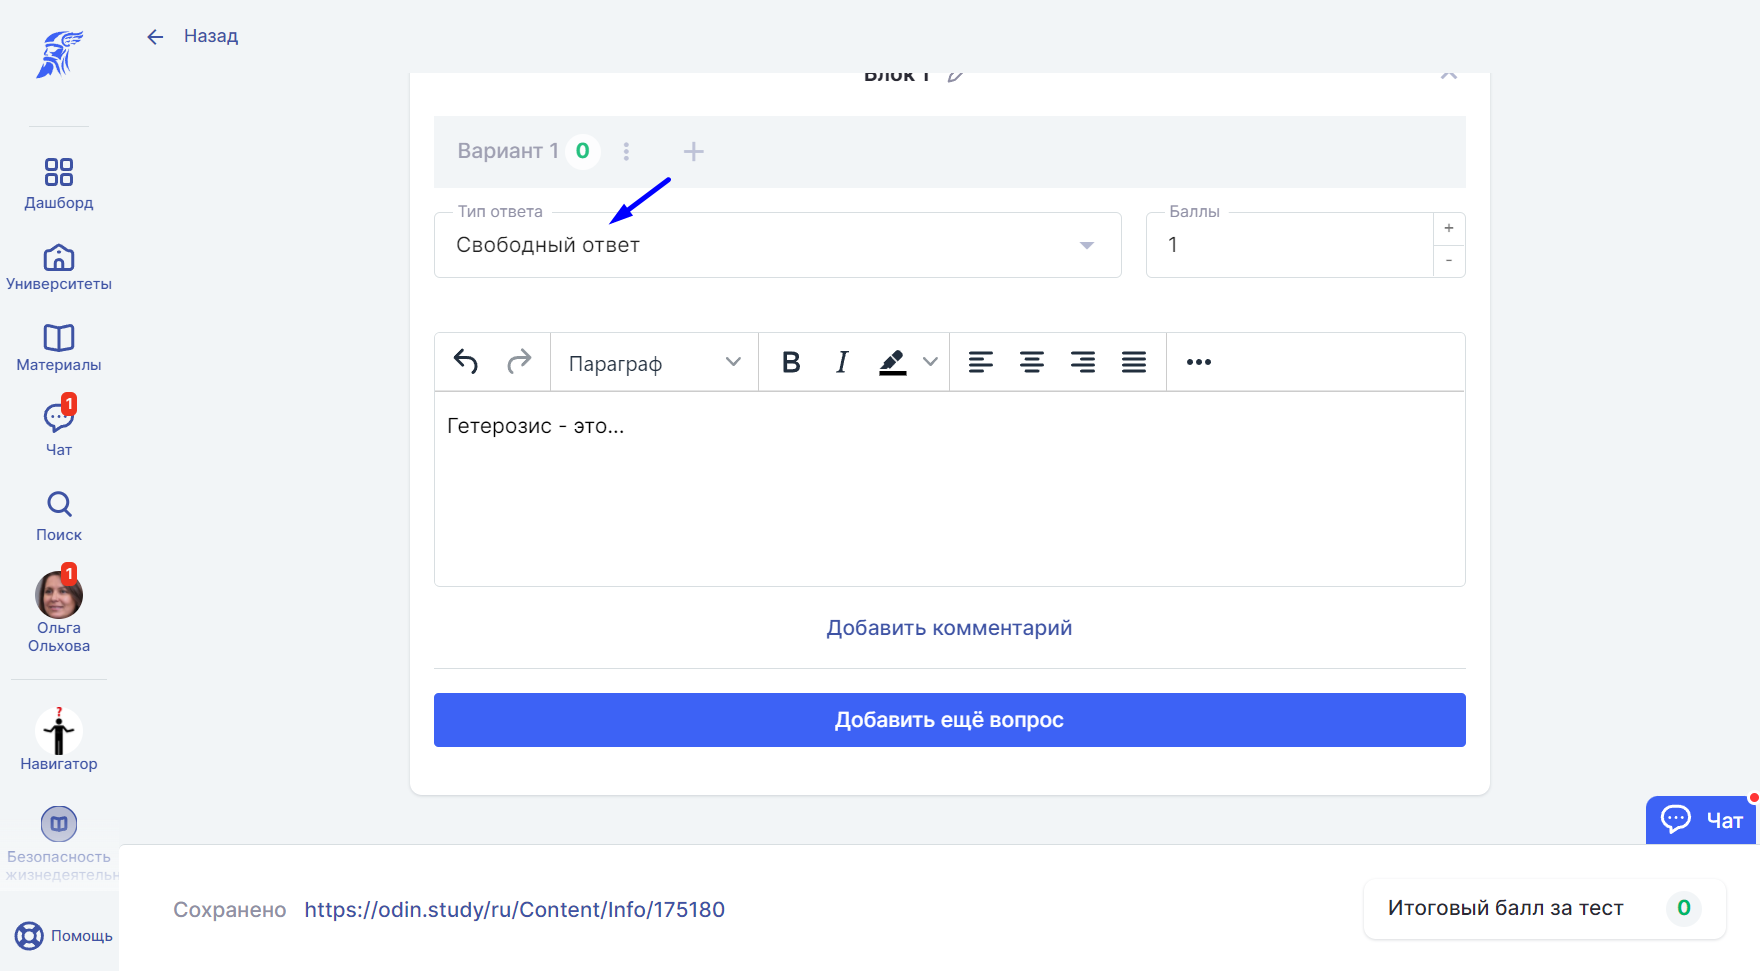 Назад
Блок 1
Вариант 1 0
Тип ответа
Свободный ответ
Баллы
1
+
-
Параграф
B I
Гетерозис - это...
Добавить комментарий
Добавить ещё вопрос
Дашборд
Университеты
Материалы
1
Чат
Поиск
1
Ольга
Ольхова
?
Навигатор
Безопасность
жизнедеятельн
Помощь
Чат
Сохранено https://odin.study/ru/Content/Info/175180
Итоговый балл за тест 0